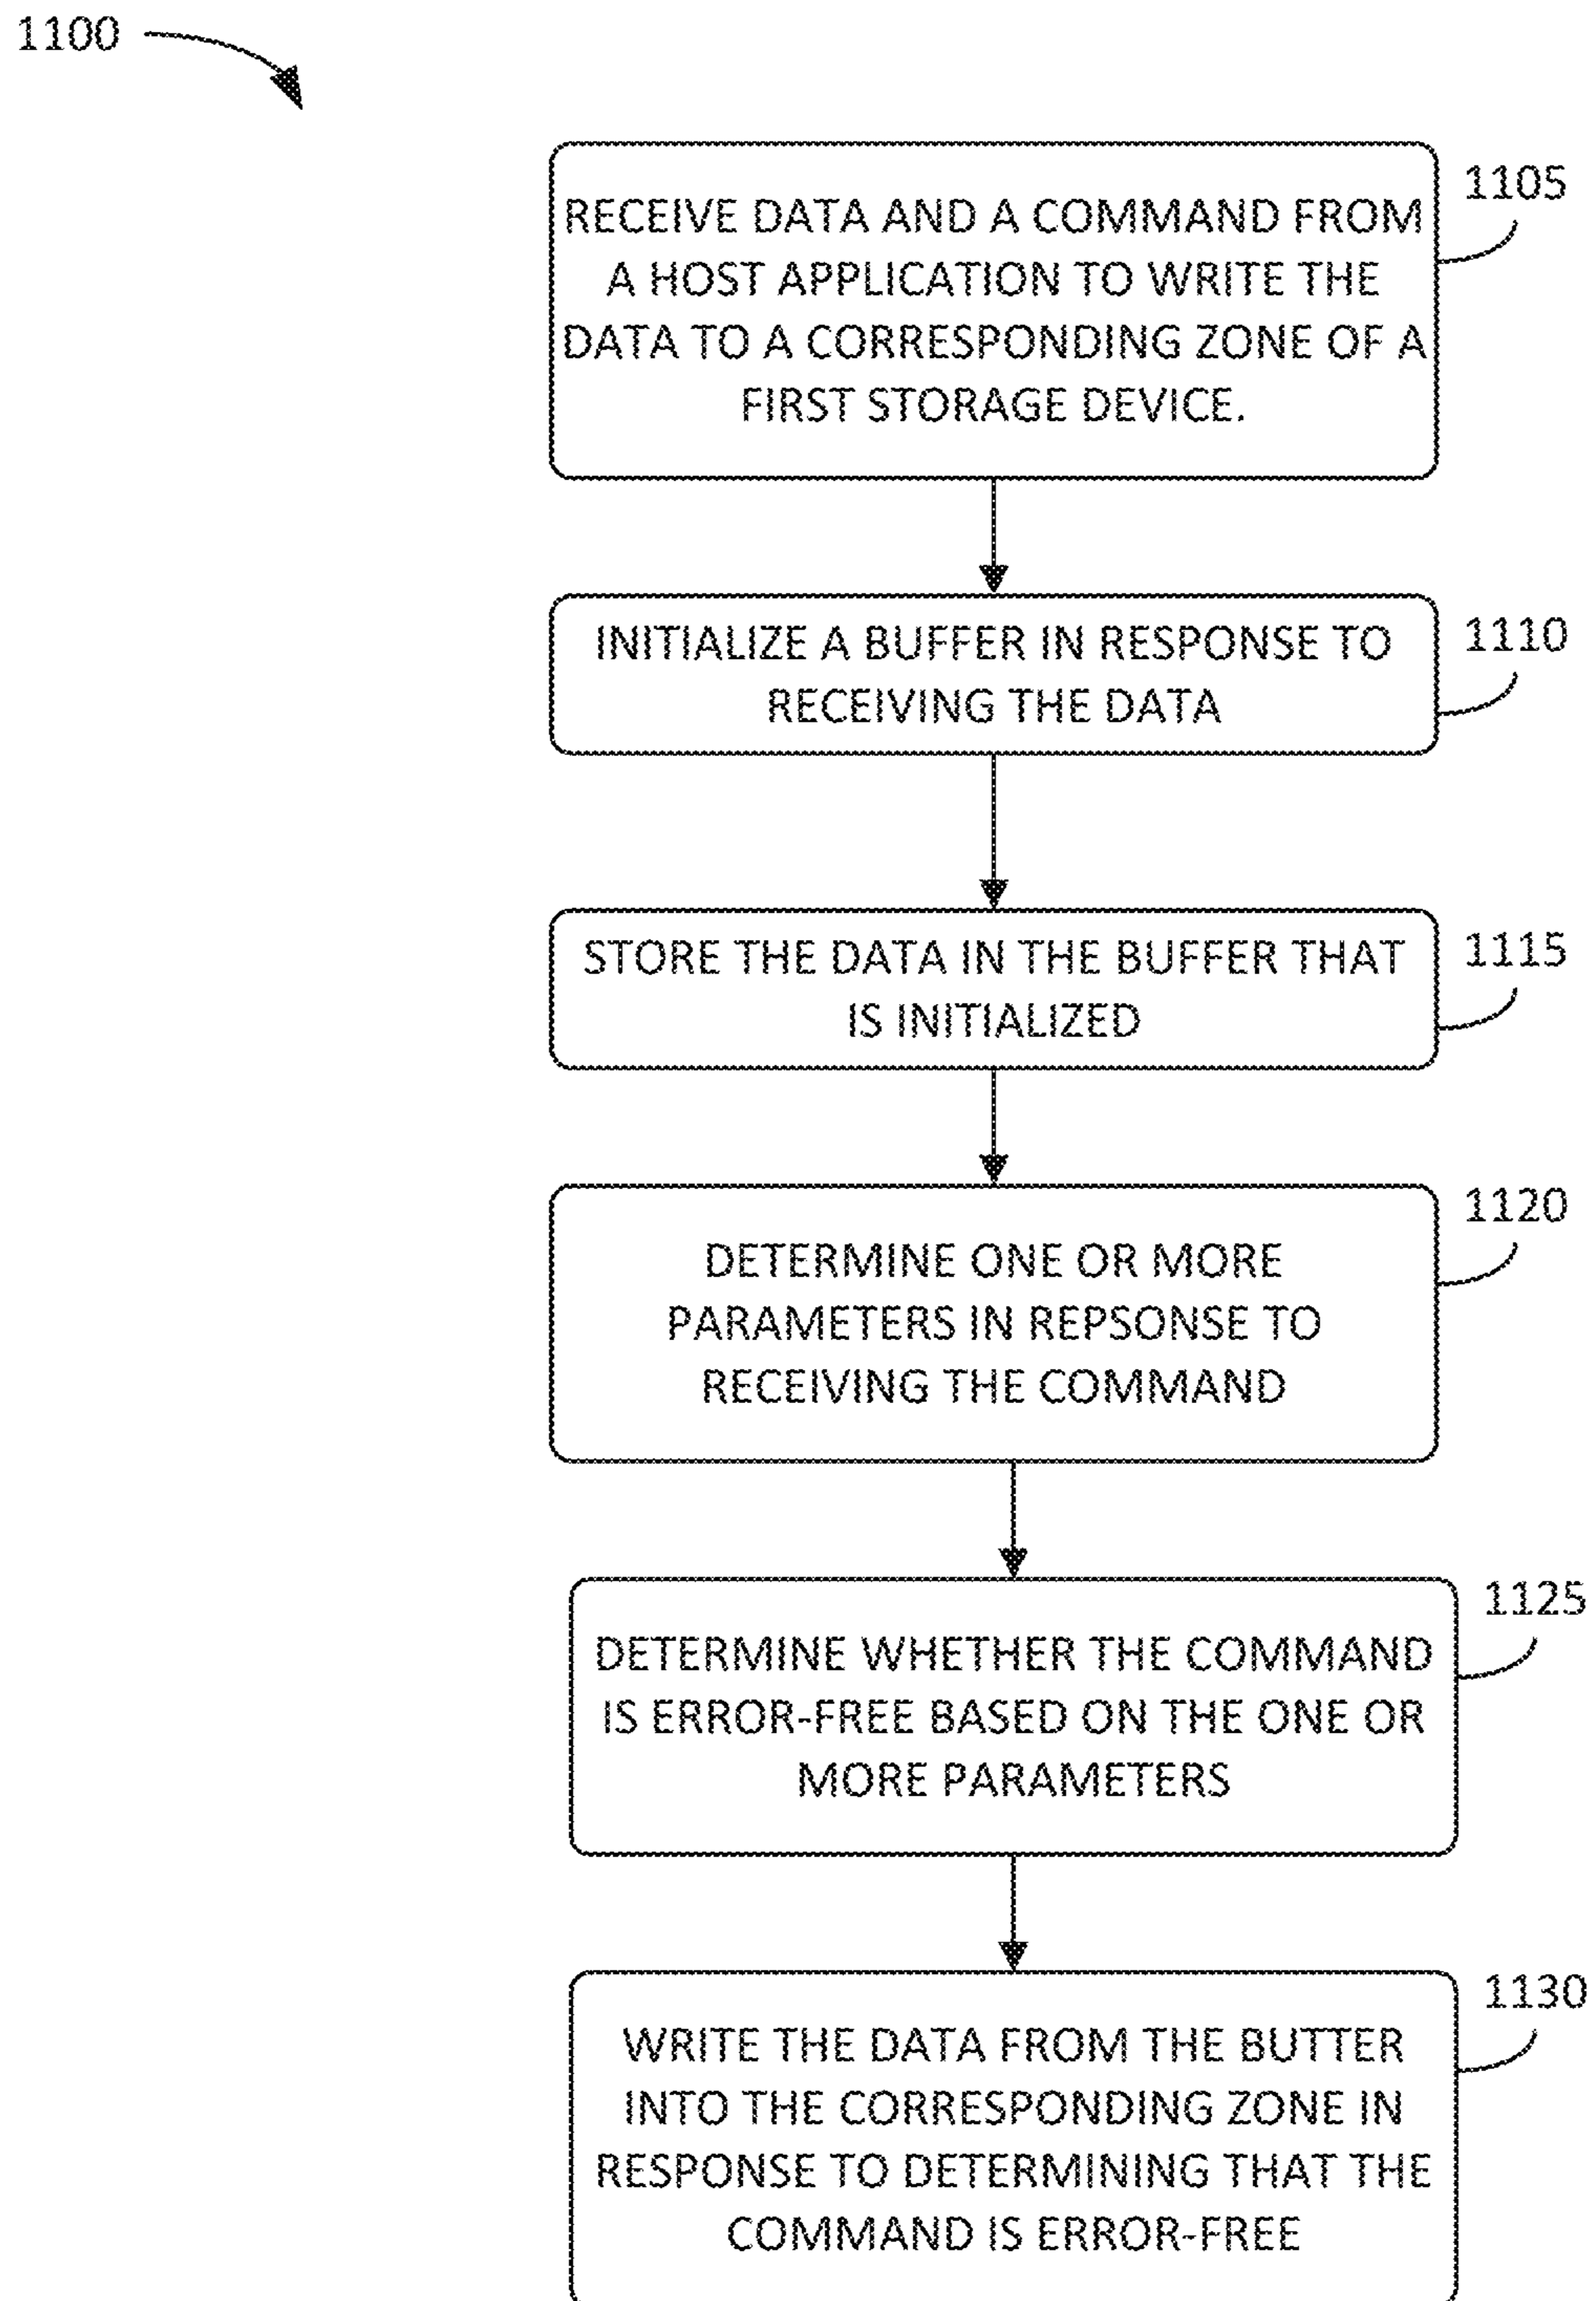 1100
RECEIVE DATA AND A COMMAND FROM
A HOST APPLICATION TO WRITE THE
DATA TO A CORRESPONDING ZONE OF A
FIRST STORAGE DEVICE.
1105
INITIALIZE A BUFFER IN RESPONSE TO
RECEIVING THE DATA
1110
STORE THE DATA IN THE BUFFER THAT
IS INITIALIZED
1115
DETERMINE ONE OR MORE
PARAMETERS IN REPSONSE TO
RECEIVING THE COMMAND
1120
DETERMINE WHETHER THE COMMAND
IS ERROR-FREE BASED ON THE ONE OR
MORE PARAMETERS
1125
WRITE THE DATA FROM THE BUTTER
INTO THE CORRESPONDING ZONE IN
RESPONSE TO DETERMINING THAT THE
COMMAND IS ERROR-FREE
1130